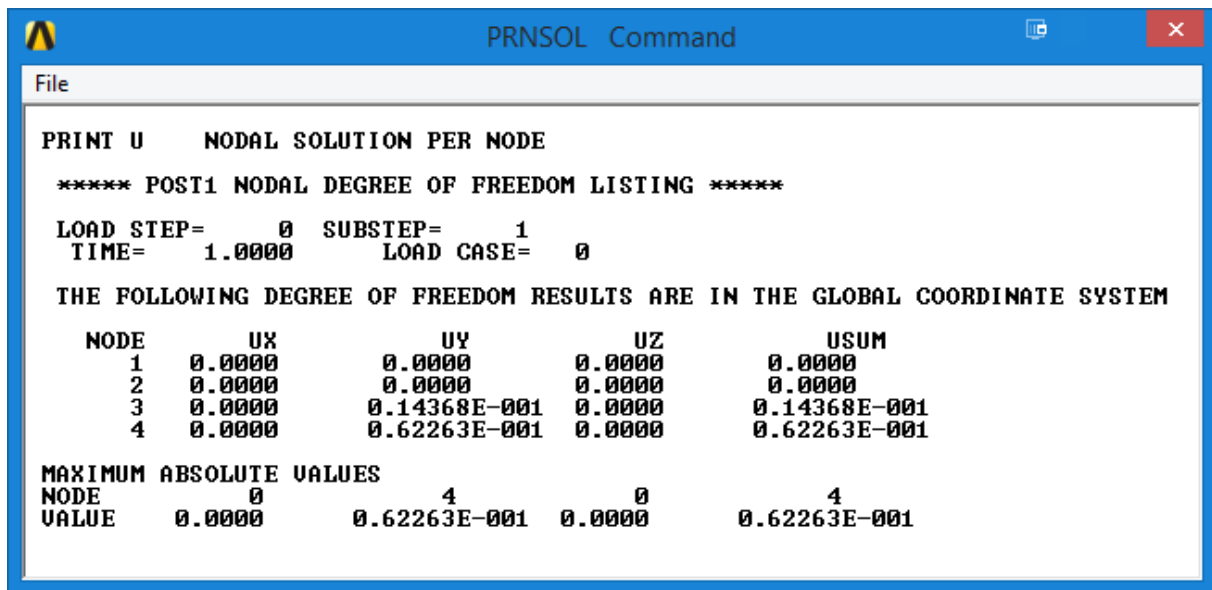 PRNSOL Command
File
PRINT U    NODAL SOLUTION PER NODE
***** POST1 NODAL DEGREE OF FREEDOM LISTING *****
LOAD STEP=     0  SUBSTEP=     1
TIME=    1.0000      LOAD CASE=   0
THE FOLLOWING DEGREE OF FREEDOM RESULTS ARE IN THE GLOBAL COORDINATE SYSTEM
NODE       UX           UY           UZ           USUM
1   0.0000       0.0000       0.0000       0.0000
2   0.0000       0.0000       0.0000       0.0000
3   0.0000      0.14368E-001  0.0000      0.14368E-001
4   0.0000      0.62263E-001  0.0000      0.62263E-001
MAXIMUM ABSOLUTE VALUES
NODE          0            4            0            4
VALUE    0.0000      0.62263E-001  0.0000      0.62263E-001